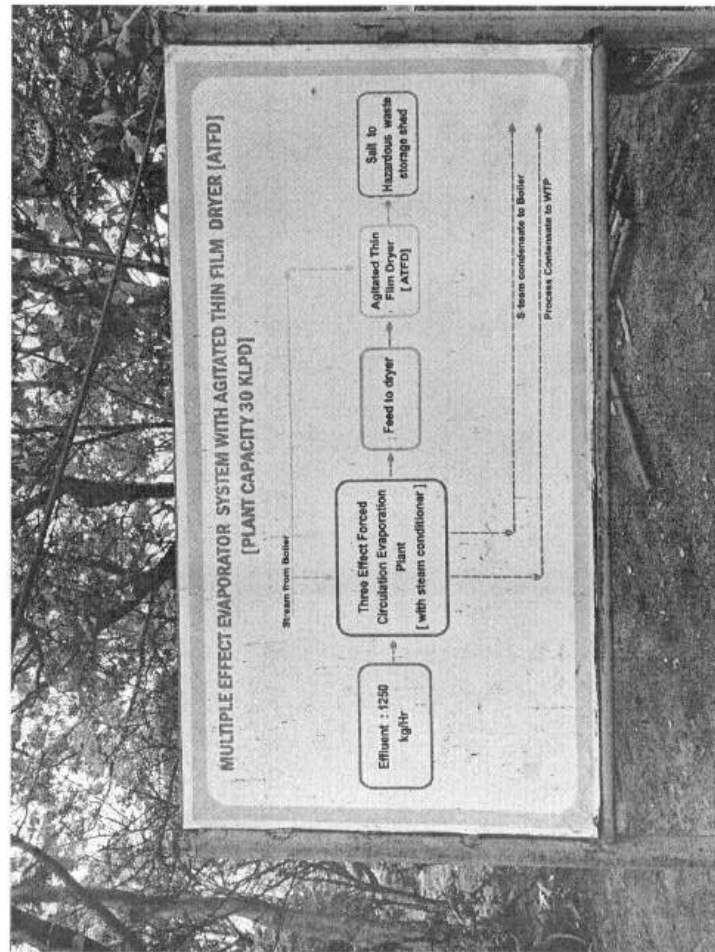 MULTIPLE EFFECT EVAPORATOR SYSTEM WITH AGITATED THIN FILM DRYER [ATFD]
[PLANT CAPACITY 30 KLPD]
Stream from Boiler
Effluent : 1250
kg/Hr
Three Effect Forced
Circulation Evaporation
Plant
[ with steam conditioner ]
Feed to dryer
Agitated Thin
Film Dryer
[ ATFD]
Salt to
Hazardous waste
storage shed
S team condensate to Boiler
Process Contensate to WTP